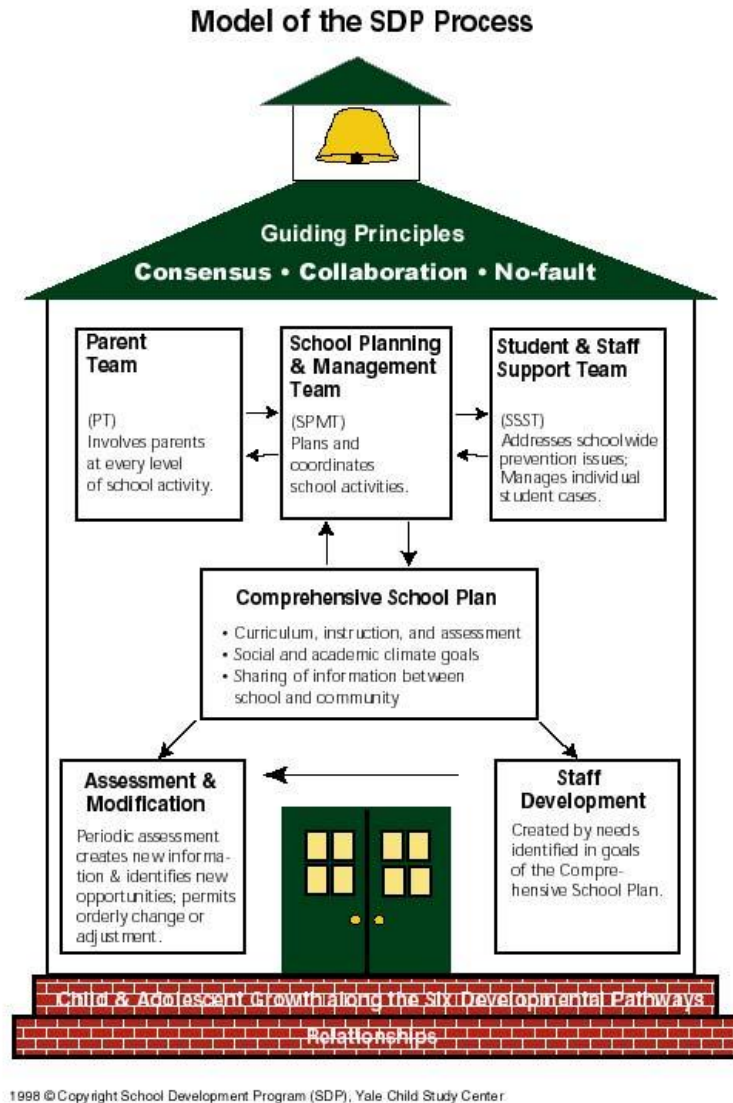 Model of the SDP Process
Guiding Principles
Consensus • Collaboration • No-fault
Parent
Team
(PT)
Involves parents
at every level
of school activity.
School Planning
& Management
Team
(SPMT)
Plans and
coordinates
school activities.
Student & Staff
Support Team
(SSST)
Addresses schoolwide
prevention issues;
Manages individual
student cases.
Comprehensive School Plan
• Curriculum, instruction, and assessment
• Social and academic climate goals
• Sharing of information between
school and community
Assessment &
Modification
Periodic assessment
creates new informa-
tion & identifies new
opportunities; permits
orderly change or
adjustment.
Staff
Development
Created by needs
identified in goals
of the Compre-
hensive School Plan.
Child & Adolescent Growth along the Six Developmental Pathways
Relationships
1998 © Copyright School Development Program (SDP), Yale Child Study Center